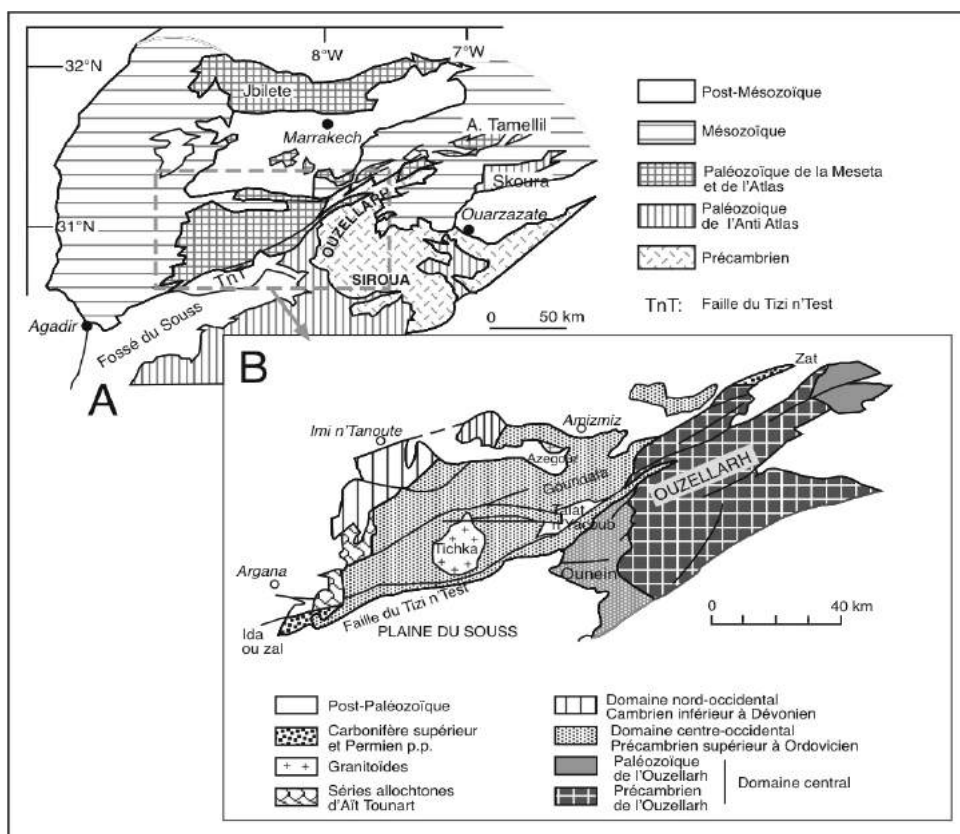 A
8°W
7°W
32°N
Jbilete
Marrakech
A. Tamellil
Skoura
31°N
OUZELLARH
Ouarzazate
SIROUA
TnT
Agadir
Fossé du Souss
0 50 km
Post-Mésozoïque
Mésozoïque
Paléozoïque de la Meseta
et de l'Atlas
Paléozoïque
de l'Anti Atlas
Précambrien
TnT: Faille du Tizi n'Test
B
Zat
Imi n'Tanoute
Amizmiz
Azegour
Goundafa
OUZELLARH
Talat
n'Yacoub
Tichka
Ounein
Argana
Faille du Tizi n'Test
Ida
ou zal
PLAINE DU SOUSS
0 40 km
Post-Paléozoïque
Carbonifère supérieur
et Permien p.p.
Granitoïdes
Séries allochtones
d'Aït Tounart
Domaine nord-occidental
Cambrien inférieur à Dévonien
Domaine centre-occidental
Précambrien supérieur à Ordovicien
Paléozoïque
de l'Ouzellarh
Précambrien
de l'Ouzellarh
Domaine central